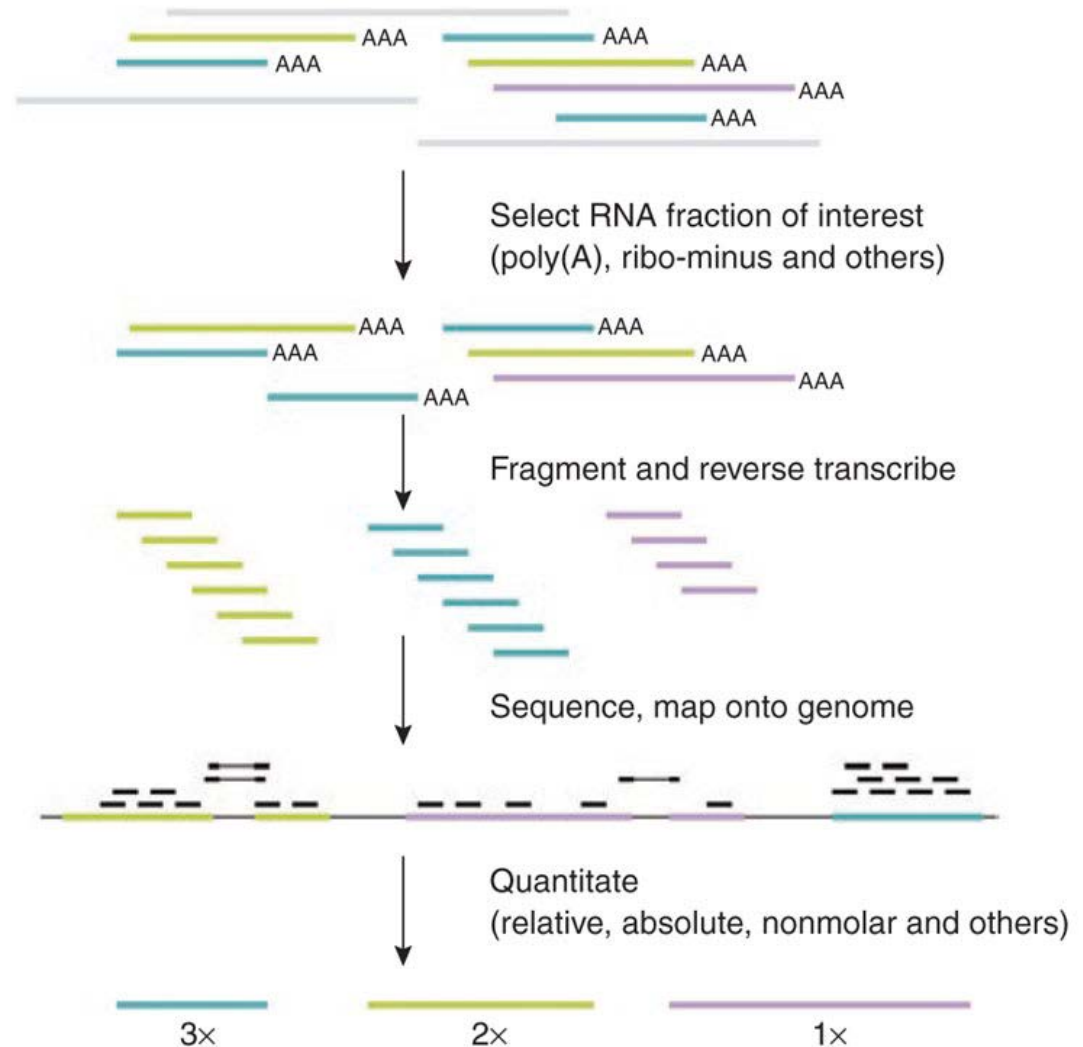 AAA
AAA
AAA
AAA
AAA
AAA
Select RNA fraction of interest
(poly(A), ribo-minus and others)
AAA
AAA
AAA
AAA
AAA
AAA
Fragment and reverse transcribe
Sequence, map onto genome
Quantitate
(relative, absolute, nonmolar and others)
3×
2×
1×